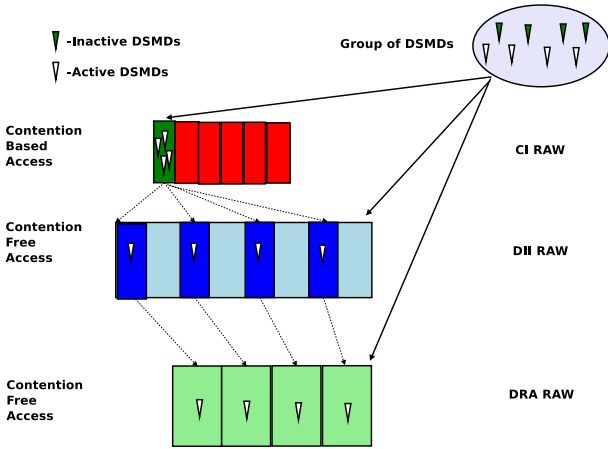 -Inactive DSMDs
-Active DSMDs
Group of DSMDs
Contention
Based
Access
CI RAW
Contention
Free
Access
DII RAW
Contention
Free
Access
DRA RAW